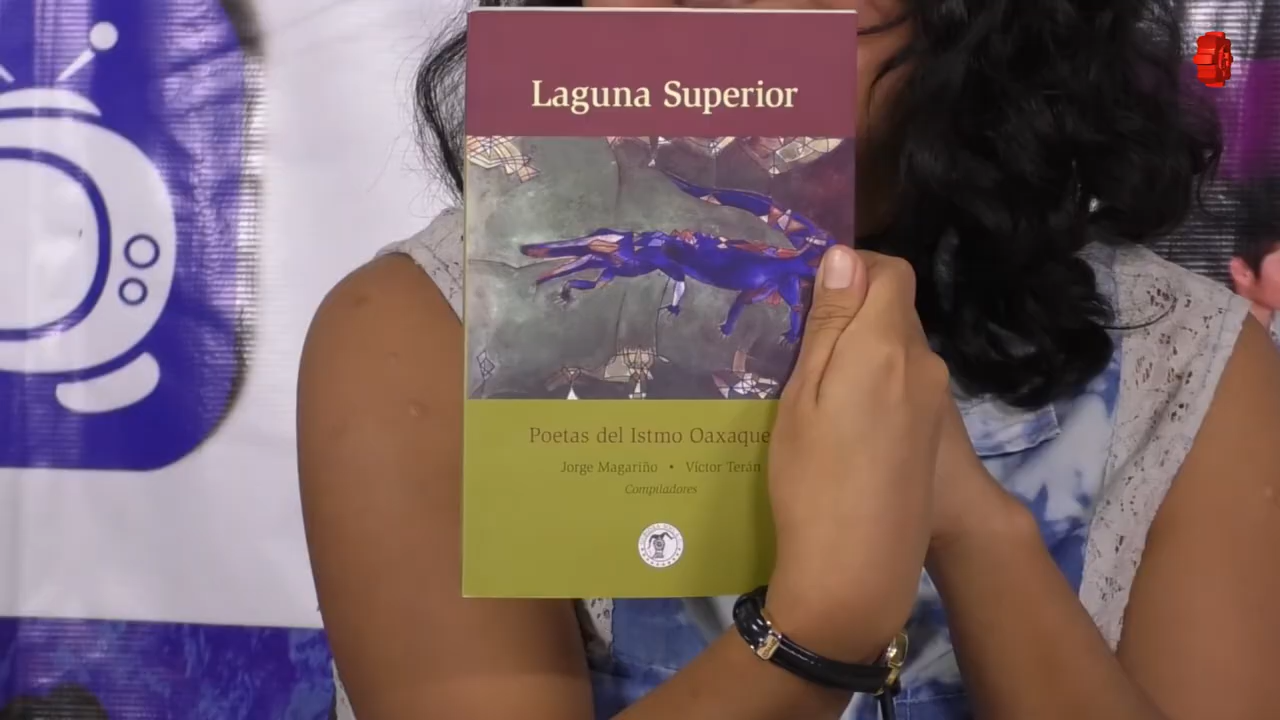 Laguna Superior
Poetas del Istmo Oaxaque
Jorge Magariño • Víctor Terán
Compiladores